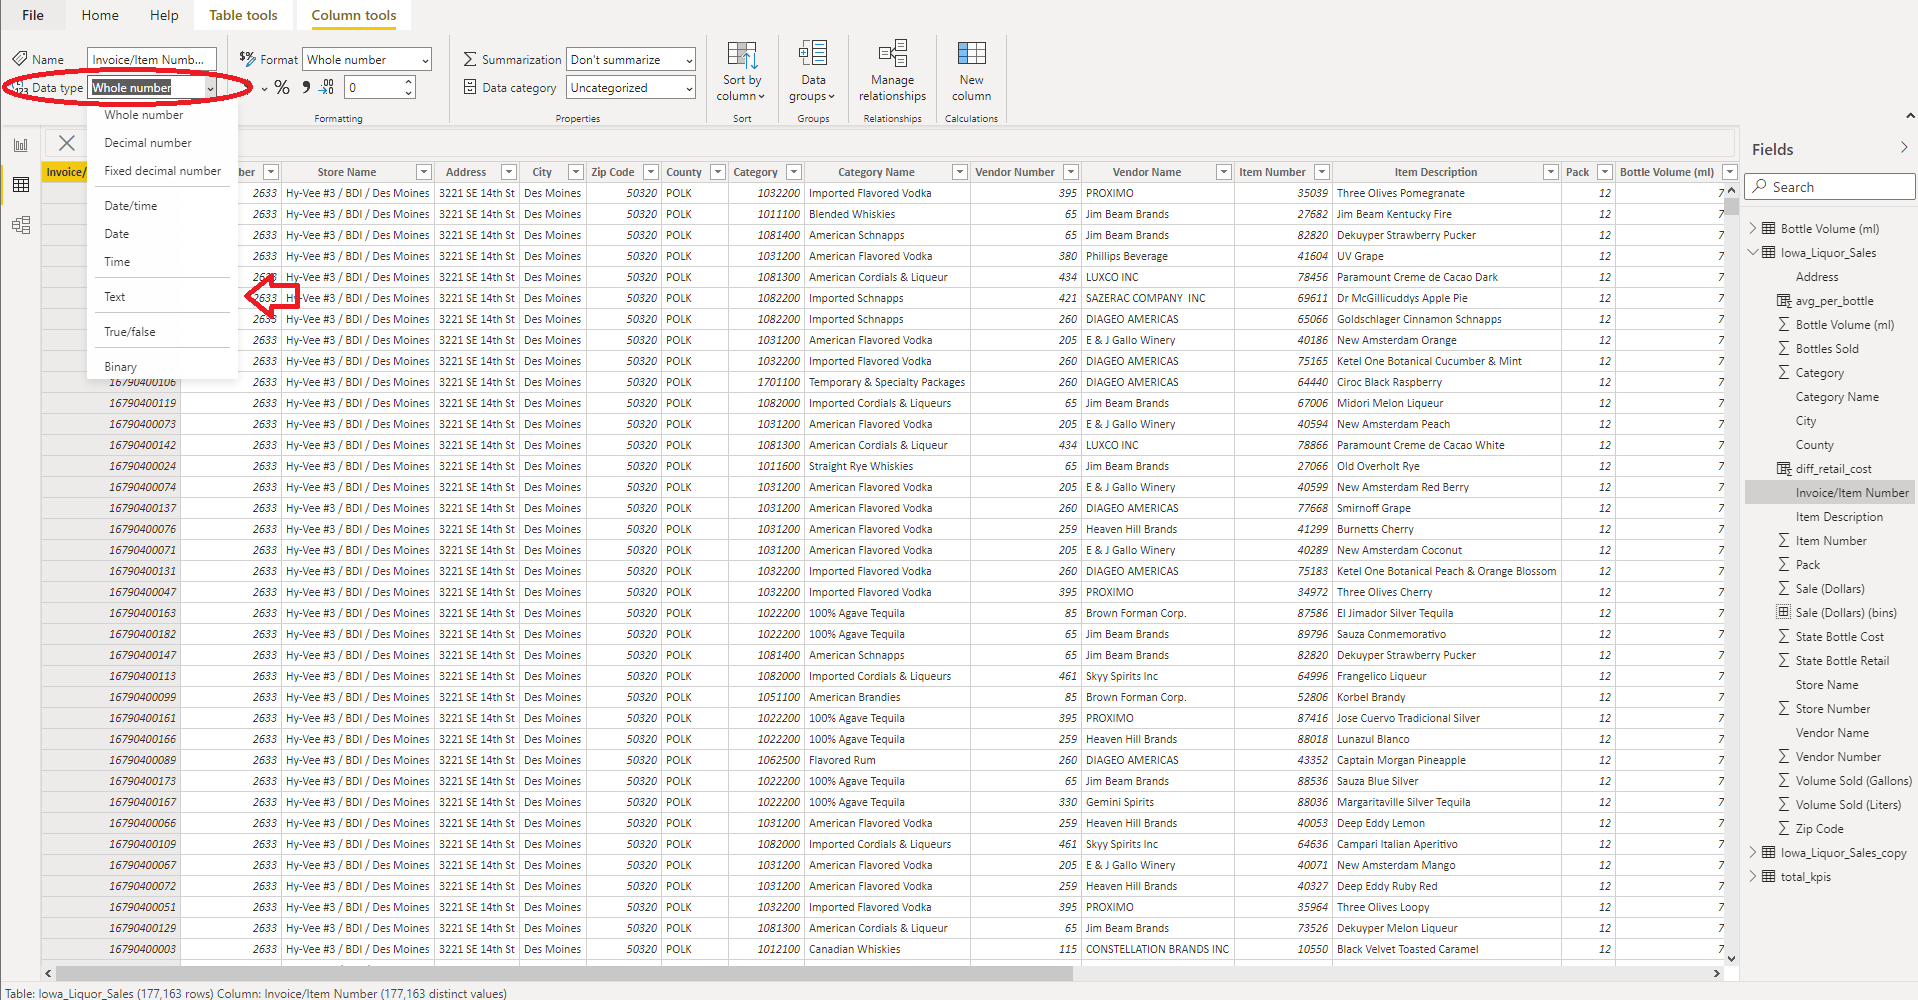 File Home Help Table tools Column tools
Name Invoice/Item Numb... $% Format Whole number Summarization Don't summarize Sort by column Data groups Manage relationships New column
Data type Whole number % 0 Data category Uncategorized
Formatting Properties Sort Groups Relationships Calculations
Whole number
Decimal number
Fixed decimal number
Date/time
Date
Time
Text
True/false
Binary
Invoice/ ber Store Name Address City Zip Code County Category Category Name Vendor Number Vendor Name Item Number Item Description Pack Bottle Volume (ml)
2633 Hy-Vee #3 / BDI / Des Moines 3221 SE 14th St Des Moines 50320 POLK 1032200 Imported Flavored Vodka 395 PROXIMO 35039 Three Olives Pomegranate 12 7
2633 Hy-Vee #3 / BDI / Des Moines 3221 SE 14th St Des Moines 50320 POLK 1011100 Blended Whiskies 65 Jim Beam Brands 27682 Jim Beam Kentucky Fire 12 7
2633 Hy-Vee #3 / BDI / Des Moines 3221 SE 14th St Des Moines 50320 POLK 1081400 American Schnapps 65 Jim Beam Brands 82820 Dekuyper Strawberry Pucker 12 7
2633 Hy-Vee #3 / BDI / Des Moines 3221 SE 14th St Des Moines 50320 POLK 1031200 American Flavored Vodka 380 Phillips Beverage 41604 UV Grape 12 7
2633 Hy-Vee #3 / BDI / Des Moines 3221 SE 14th St Des Moines 50320 POLK 1081300 American Cordials & Liqueur 434 LUXCO INC 78456 Paramount Creme de Cacao Dark 12 7
2633 Hy-Vee #3 / BDI / Des Moines 3221 SE 14th St Des Moines 50320 POLK 1082200 Imported Schnapps 421 SAZERAC COMPANY INC 69611 Dr McGillicuddys Apple Pie 12 7
2633 Hy-Vee #3 / BDI / Des Moines 3221 SE 14th St Des Moines 50320 POLK 1082200 Imported Schnapps 260 DIAGEO AMERICAS 65066 Goldschlager Cinnamon Schnapps 12 7
2633 Hy-Vee #3 / BDI / Des Moines 3221 SE 14th St Des Moines 50320 POLK 1031200 American Flavored Vodka 205 E & J Gallo Winery 40186 New Amsterdam Orange 12 7
2633 Hy-Vee #3 / BDI / Des Moines 3221 SE 14th St Des Moines 50320 POLK 1032200 Imported Flavored Vodka 260 DIAGEO AMERICAS 75165 Ketel One Botanical Cucumber & Mint 12 7
16790400106 2633 Hy-Vee #3 / BDI / Des Moines 3221 SE 14th St Des Moines 50320 POLK 1701100 Temporary & Specialty Packages 260 DIAGEO AMERICAS 64440 Ciroc Black Raspberry 12 7
16790400119 2633 Hy-Vee #3 / BDI / Des Moines 3221 SE 14th St Des Moines 50320 POLK 1082000 Imported Cordials & Liqueurs 65 Jim Beam Brands 67006 Midori Melon Liqueur 12 7
16790400073 2633 Hy-Vee #3 / BDI / Des Moines 3221 SE 14th St Des Moines 50320 POLK 1031200 American Flavored Vodka 205 E & J Gallo Winery 40594 New Amsterdam Peach 12 7
16790400142 2633 Hy-Vee #3 / BDI / Des Moines 3221 SE 14th St Des Moines 50320 POLK 1081300 American Cordials & Liqueur 434 LUXCO INC 78866 Paramount Creme de Cacao White 12 7
16790400024 2633 Hy-Vee #3 / BDI / Des Moines 3221 SE 14th St Des Moines 50320 POLK 1011600 Straight Rye Whiskies 65 Jim Beam Brands 27066 Old Overholt Rye 12 7
16790400074 2633 Hy-Vee #3 / BDI / Des Moines 3221 SE 14th St Des Moines 50320 POLK 1031200 American Flavored Vodka 205 E & J Gallo Winery 40599 New Amsterdam Red Berry 12 7
16790400137 2633 Hy-Vee #3 / BDI / Des Moines 3221 SE 14th St Des Moines 50320 POLK 1031200 American Flavored Vodka 260 DIAGEO AMERICAS 77668 Smirnoff Grape 12 7
16790400076 2633 Hy-Vee #3 / BDI / Des Moines 3221 SE 14th St Des Moines 50320 POLK 1031200 American Flavored Vodka 259 Heaven Hill Brands 41299 Burnetts Cherry 12 7
16790400071 2633 Hy-Vee #3 / BDI / Des Moines 3221 SE 14th St Des Moines 50320 POLK 1031200 American Flavored Vodka 205 E & J Gallo Winery 40289 New Amsterdam Coconut 12 7
16790400131 2633 Hy-Vee #3 / BDI / Des Moines 3221 SE 14th St Des Moines 50320 POLK 1032200 Imported Flavored Vodka 260 DIAGEO AMERICAS 75183 Ketel One Botanical Peach & Orange Blossom 12 7
16790400047 2633 Hy-Vee #3 / BDI / Des Moines 3221 SE 14th St Des Moines 50320 POLK 1032200 Imported Flavored Vodka 395 PROXIMO 34972 Three Olives Cherry 12 7
16790400163 2633 Hy-Vee #3 / BDI / Des Moines 3221 SE 14th St Des Moines 50320 POLK 1022200 100% Agave Tequila 85 Brown Forman Corp. 87586 El Jimador Silver Tequila 12 7
16790400182 2633 Hy-Vee #3 / BDI / Des Moines 3221 SE 14th St Des Moines 50320 POLK 1022200 100% Agave Tequila 65 Jim Beam Brands 89796 Sauza Conmemorativo 12 7
16790400147 2633 Hy-Vee #3 / BDI / Des Moines 3221 SE 14th St Des Moines 50320 POLK 1081400 American Schnapps 65 Jim Beam Brands 82820 Dekuyper Strawberry Pucker 12 7
16790400113 2633 Hy-Vee #3 / BDI / Des Moines 3221 SE 14th St Des Moines 50320 POLK 1082000 Imported Cordials & Liqueurs 461 Skyy Spirits Inc 64996 Frangelico Liqueur 12 7
16790400099 2633 Hy-Vee #3 / BDI / Des Moines 3221 SE 14th St Des Moines 50320 POLK 1051100 American Brandies 85 Brown Forman Corp. 52806 Korbel Brandy 12 7
16790400161 2633 Hy-Vee #3 / BDI / Des Moines 3221 SE 14th St Des Moines 50320 POLK 1022200 100% Agave Tequila 395 PROXIMO 87416 Jose Cuervo Tradicional Silver 12 7
16790400166 2633 Hy-Vee #3 / BDI / Des Moines 3221 SE 14th St Des Moines 50320 POLK 1022200 100% Agave Tequila 259 Heaven Hill Brands 88018 Lunazul Blanco 12 7
16790400089 2633 Hy-Vee #3 / BDI / Des Moines 3221 SE 14th St Des Moines 50320 POLK 1062500 Flavored Rum 260 DIAGEO AMERICAS 43352 Captain Morgan Pineapple 12 7
16790400173 2633 Hy-Vee #3 / BDI / Des Moines 3221 SE 14th St Des Moines 50320 POLK 1022200 100% Agave Tequila 65 Jim Beam Brands 88536 Sauza Blue Silver 12 7
16790400167 2633 Hy-Vee #3 / BDI / Des Moines 3221 SE 14th St Des Moines 50320 POLK 1022200 100% Agave Tequila 330 Gemini Spirits 88036 Margaritaville Silver Tequila 12 7
16790400066 2633 Hy-Vee #3 / BDI / Des Moines 3221 SE 14th St Des Moines 50320 POLK 1031200 American Flavored Vodka 259 Heaven Hill Brands 40053 Deep Eddy Lemon 12 7
16790400109 2633 Hy-Vee #3 / BDI / Des Moines 3221 SE 14th St Des Moines 50320 POLK 1082000 Imported Cordials & Liqueurs 461 Skyy Spirits Inc 64636 Campari Italian Aperitivo 12 7
16790400067 2633 Hy-Vee #3 / BDI / Des Moines 3221 SE 14th St Des Moines 50320 POLK 1031200 American Flavored Vodka 205 E & J Gallo Winery 40071 New Amsterdam Mango 12 7
16790400072 2633 Hy-Vee #3 / BDI / Des Moines 3221 SE 14th St Des Moines 50320 POLK 1031200 American Flavored Vodka 259 Heaven Hill Brands 40327 Deep Eddy Ruby Red 12 7
16790400051 2633 Hy-Vee #3 / BDI / Des Moines 3221 SE 14th St Des Moines 50320 POLK 1032200 Imported Flavored Vodka 395 PROXIMO 35964 Three Olives Loopy 12 7
16790400129 2633 Hy-Vee #3 / BDI / Des Moines 3221 SE 14th St Des Moines 50320 POLK 1081300 American Cordials & Liqueur 65 Jim Beam Brands 73526 Dekuyper Melon Liqueur 12 7
16790400003 2633 Hy-Vee #3 / BDI / Des Moines 3221 SE 14th St Des Moines 50320 POLK 1012100 Canadian Whiskies 115 CONSTELLATION BRANDS INC 10550 Black Velvet Toasted Caramel 12 7
Fields
Search
Bottle Volume (ml)
Iowa_Liquor_Sales
Address
avg_per_bottle
Bottle Volume (ml)
Bottles Sold
Category
Category Name
City
County
diff_retail_cost
Invoice/Item Number
Item Description
Item Number
Pack
Sale (Dollars)
Sale (Dollars) (bins)
State Bottle Cost
State Bottle Retail
Store Name
Store Number
Vendor Name
Vendor Number
Volume Sold (Gallons)
Volume Sold (Liters)
Zip Code
Iowa_Liquor_Sales_copy
total_kpis
Table: Iowa_Liquor_Sales (177,163 rows) Column: Invoice/Item Number (177,163 distinct values)